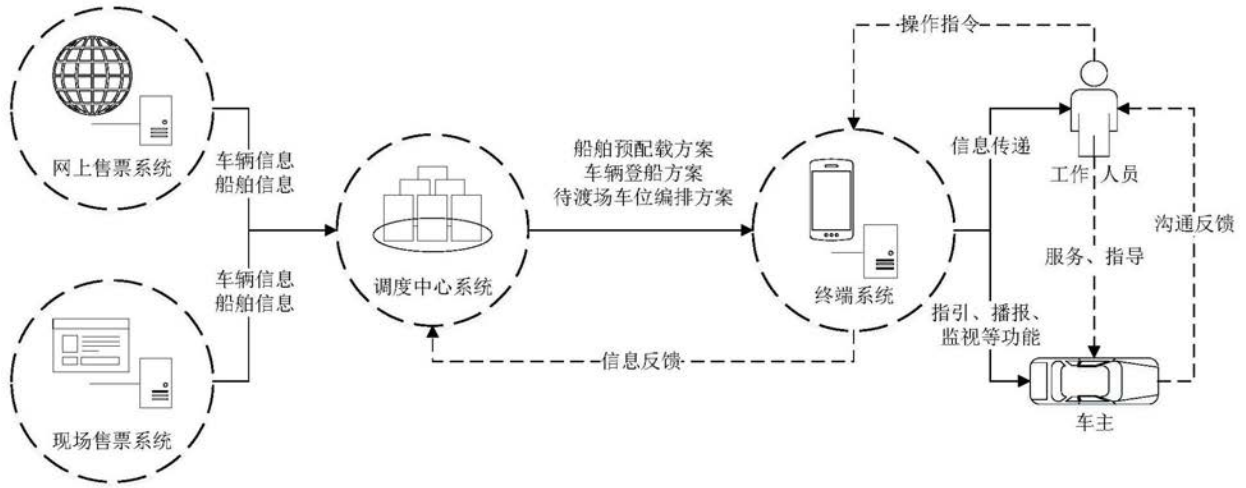 操作指令
网上售票系统
车辆信息
船舶信息
船舶预配载方案
车辆登船方案
待渡场车位编排方案
信息传递
工作 人员
沟通反馈
服务、指导
调度中心系统
终端系统
车辆信息
船舶信息
指引、播报、
监视等功能
信息反馈
现场售票系统
车主